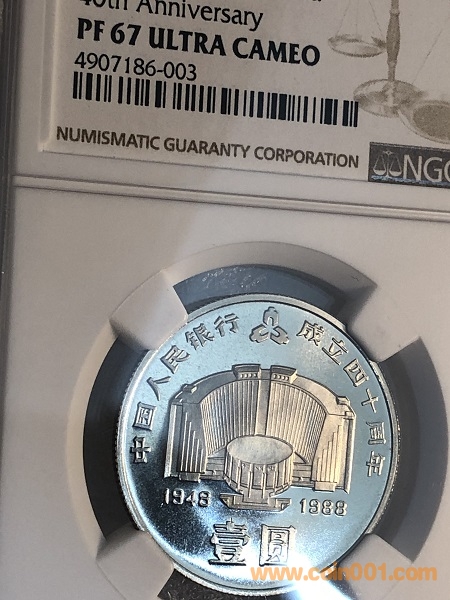 40th Anniversary
PF 67 ULTRA CAMEO
4907186-003
NUMISMATIC GUARANTY CORPORATION
NGC
中国人民银行 成立四十周年
1948 1988
壹圆
www.coin001.com